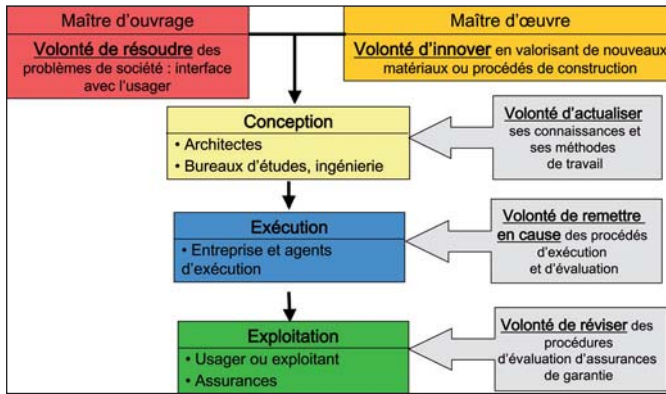 Maître d'ouvrage
Volonté de résoudre des
problèmes de société : interface
avec l'usager
Maître d'œuvre
Volonté d'innover en valorisant de nouveaux
matériaux ou procédés de construction
Conception
• Architectes
• Bureaux d'études, ingénierie
Volonté d'actualiser
ses connaissances et
ses méthodes
de travail
Exécution
• Entreprise et agents
d'exécution
Volonté de remettre
en cause des procédés
d'exécution
et d'évaluation
Exploitation
• Usager ou exploitant
• Assurances
Volonté de réviser des
procédures
d'évaluation d'assurances
de garantie